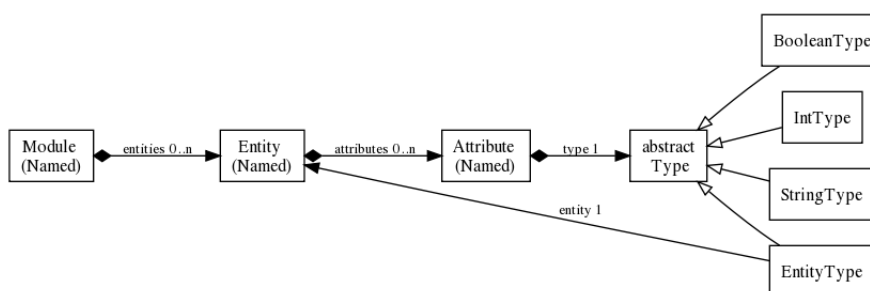 BooleanType
IntType
Module
(Named)
entities 0..n
Entity
(Named)
attributes 0..n
Attribute
(Named)
type 1
abstract
Type
StringType
entity 1
EntityType